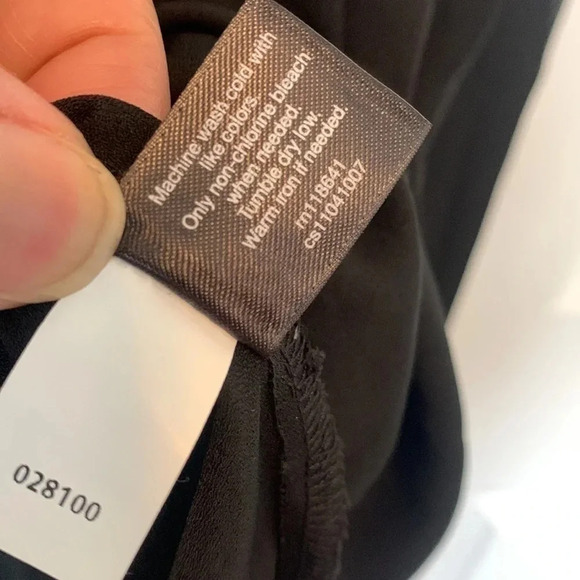 Machine wash cold with
like colors.
Only non-chlorine bleach
when needed.
Tumble dry low.
Warm iron if needed.
rn118641
cs11041007
028100